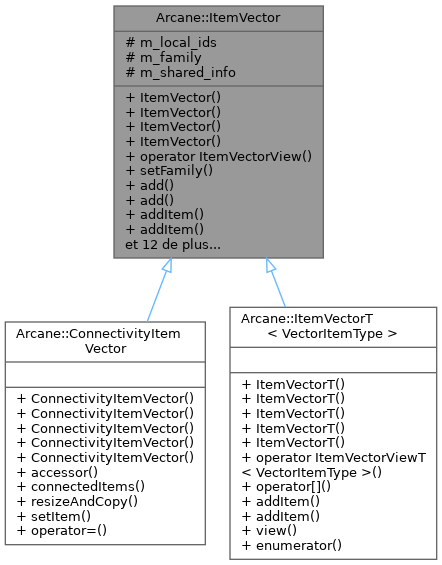 Arcane::ItemVector
# m_local_ids
# m_family
# m_shared_info
+ ItemVector()
+ ItemVector()
+ ItemVector()
+ ItemVector()
+ operator ItemVectorView()
+ setFamily()
+ add()
+ add()
+ addItem()
+ addItem()
et 12 de plus...
Arcane::ConnectivityItem
Vector
+ ConnectivityItemVector()
+ ConnectivityItemVector()
+ ConnectivityItemVector()
+ ConnectivityItemVector()
+ ConnectivityItemVector()
+ accessor()
+ connectedItems()
+ resizeAndCopy()
+ setItem()
+ operator=()
Arcane::ItemVectorT
< VectorItemType >
+ ItemVectorT()
+ ItemVectorT()
+ ItemVectorT()
+ ItemVectorT()
+ ItemVectorT()
+ operator ItemVectorViewT
< VectorItemType >()
+ operator[]()
+ addItem()
+ addItem()
+ view()
+ enumerator()